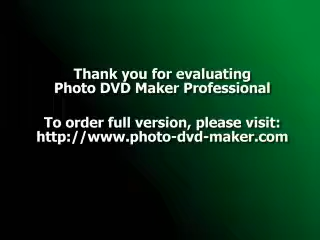 Thank you for evaluating
Photo DVD Maker Professional
To order full version, please visit:
http://www.photo-dvd-maker.com